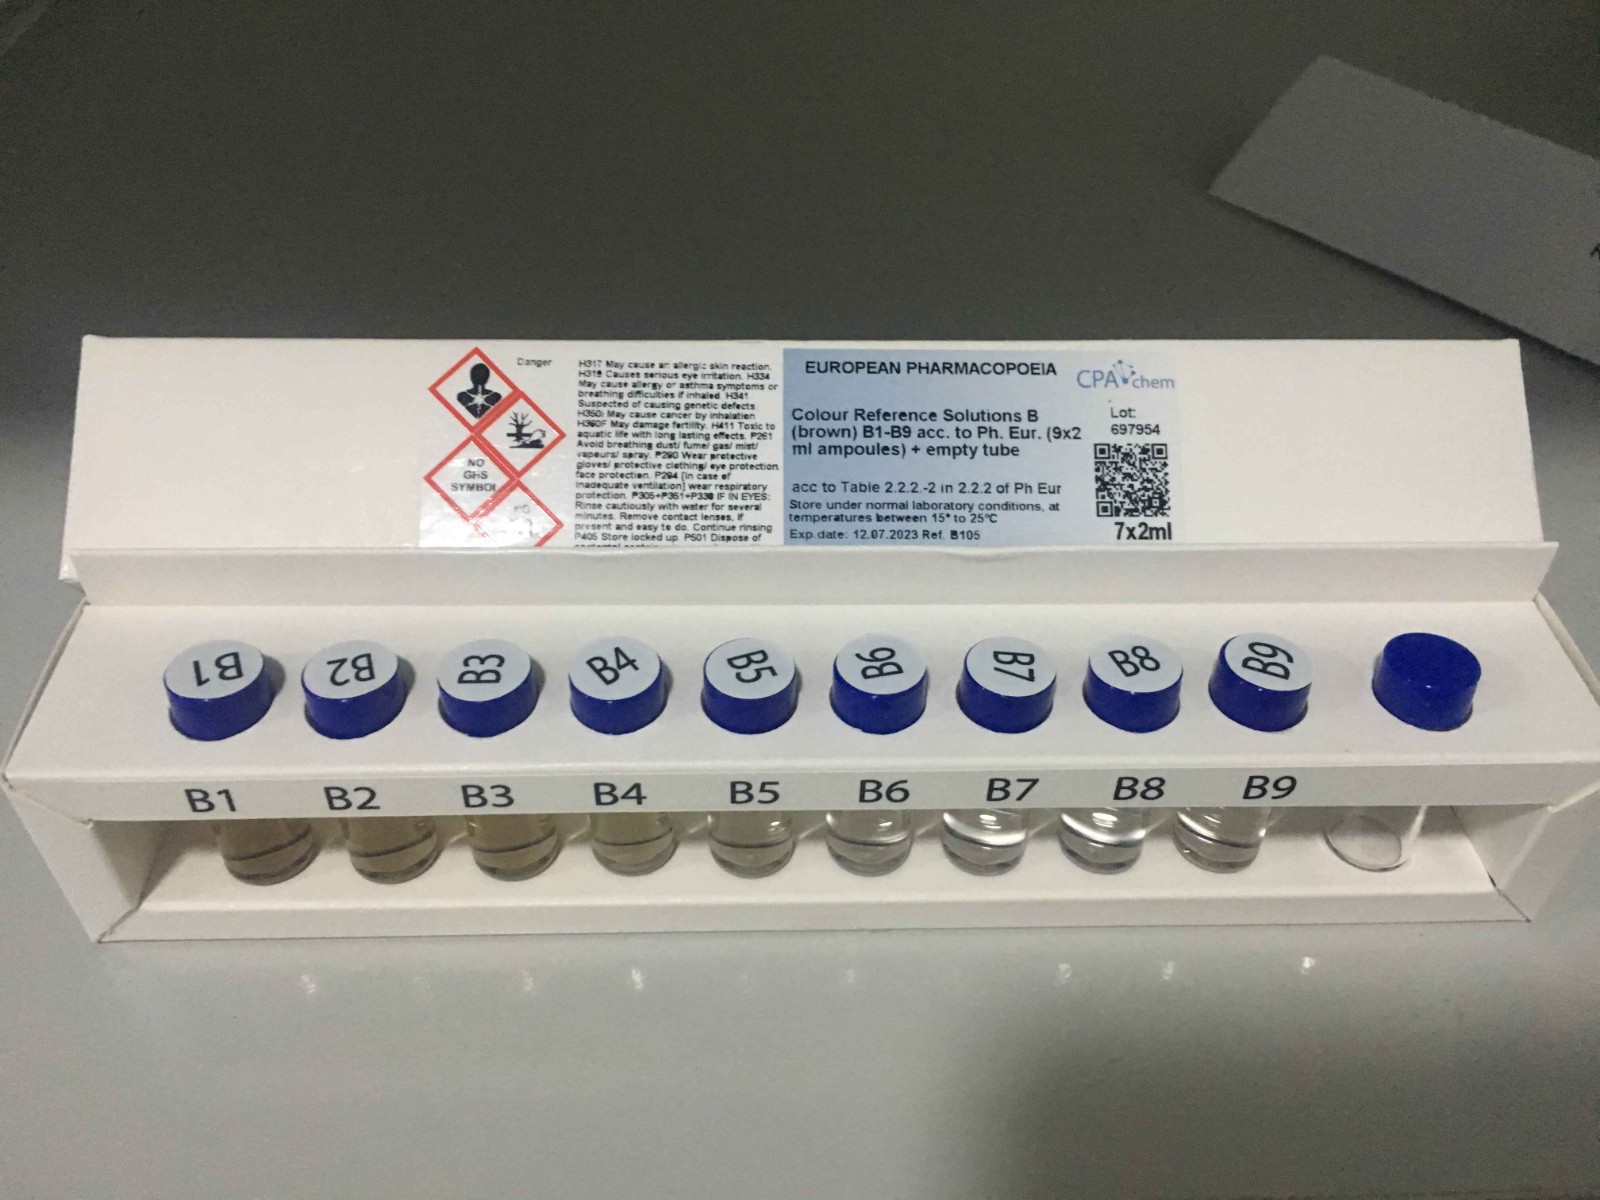 Danger
H317 May cause an allergic skin reaction.
H319 Causes serious eye irritation. H334
May cause allergy or asthma symptoms or
breathing difficulties if inhaled. H341
Suspected of causing genetic defects
H350i May cause cancer by inhalation
H360F May damage fertility. H411 Toxic to
aquatic life with long lasting effects. P261
Avoid breathing dust/ fume/ gas/ mist/
vapours/ spray. P280 Wear protective
gloves/ protective clothing/ eye protection
face protection. P284 [In case of
inadequate ventilation] wear respiratory
protection. P305+P351+P338 IF IN EYES:
Rinse cautiously with water for several
minutes. Remove contact lenses, if
present and easy to do. Continue rinsing
P405 Store locked up. P501 Dispose of
NO
GHS
SYMBOL
EUROPEAN PHARMACOPOEIA
CPAchem
Colour Reference Solutions B
(brown) B1-B9 acc. to Ph. Eur. (9x2
ml ampoules) + empty tube
Lot:
697954
acc to Table 2.2.2.-2 in 2.2.2 of Ph Eur
Store under normal laboratory conditions, at
temperatures between 15° to 25°C
Exp.date: 12.07.2023 Ref. B105
7x2ml
B1 B2 B3 B4 B5 B6 B7 B8 B9
B1 B2 B3 B4 B5 B6 B7 B8 B9